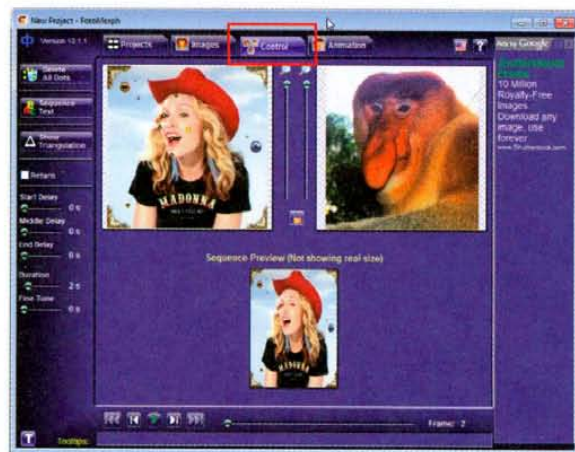 New Project - FotoMorph
Version 10.1.1
Projects
Images
Control
Animation
?
Ads by Google
Delete
All Dots
Sequence
Text
Show
Triangulation
Return
Start Delay
0 s
Middle Delay
0 s
End Delay
0 s
Duration
2 s
Fine Tune
0 s
10 Million
Royalty-Free
Images
Download any
image, use
forever
www.Shutterstock.com
MADONNA
Sequence Preview (Not showing real size)
MADONNA
Frame: 2
T
Tooltips: